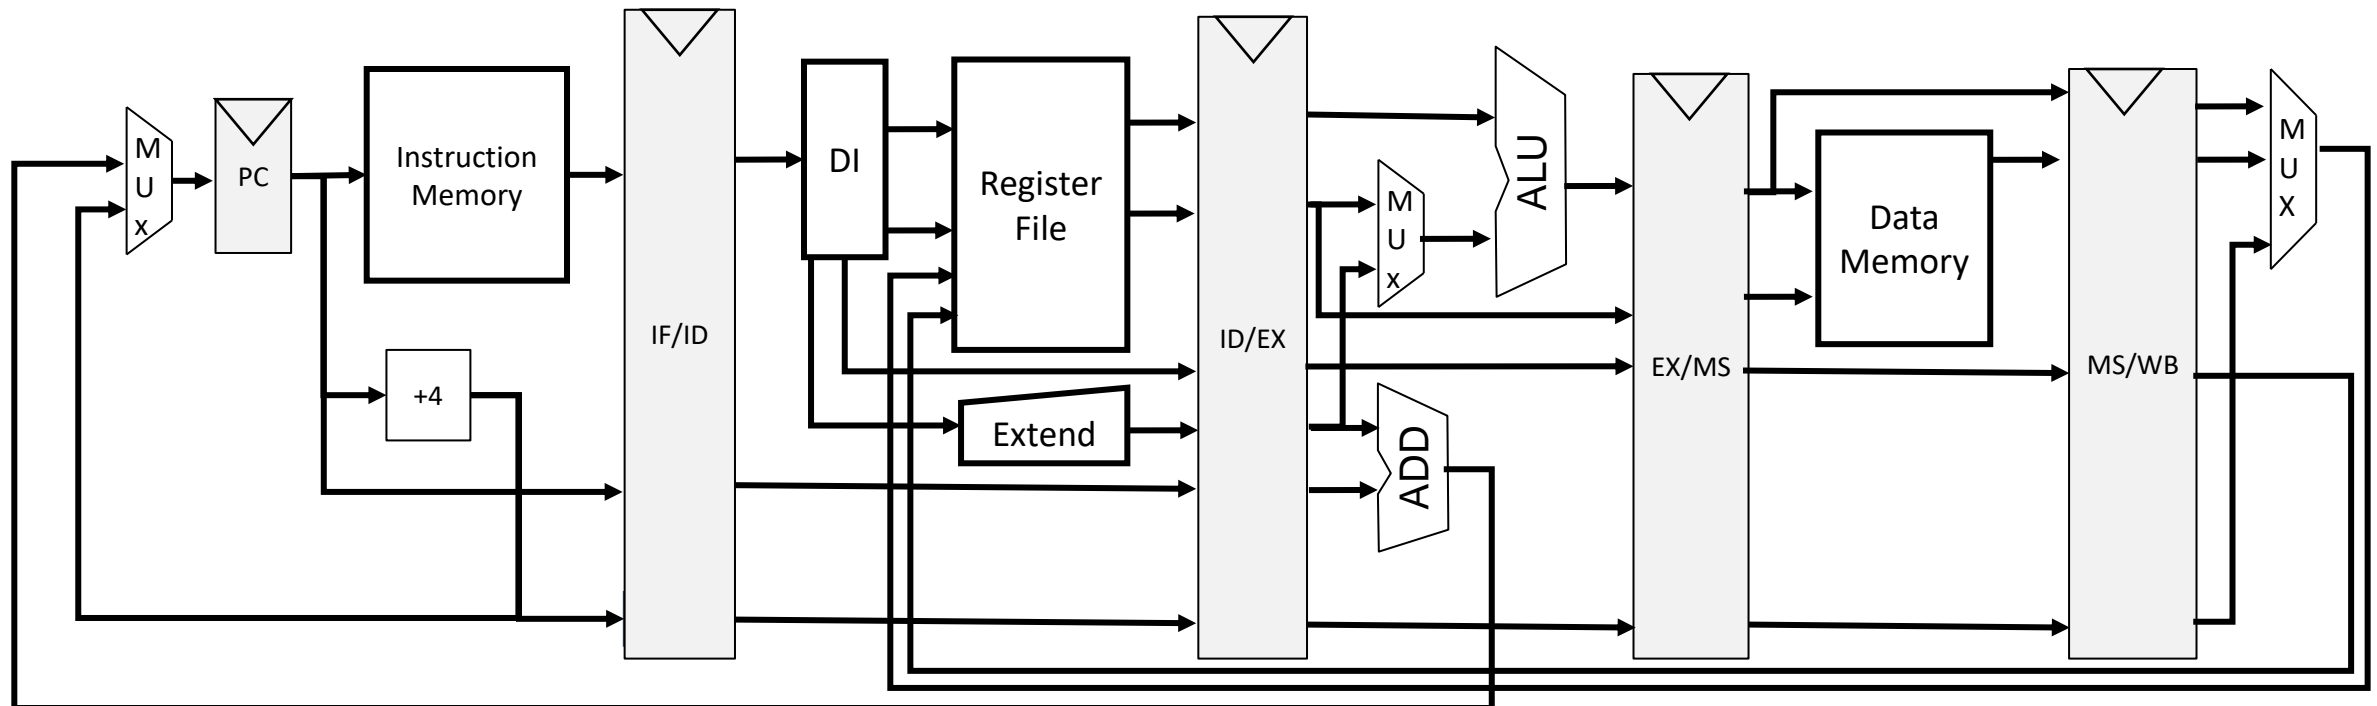 M
U
x
PC
Instruction
Memory
+4
IF/ID
DI
Register
File
Extend
ID/EX
M
U
x
ALU
ADD
EX/MS
Data
Memory
MS/WB
M
U
X